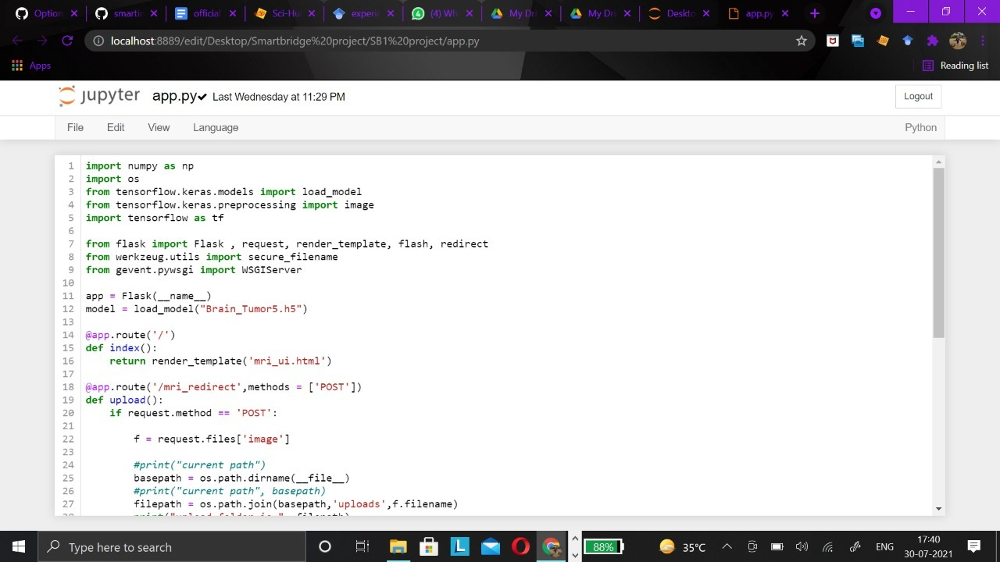 Option
smartin
official
Sci-Hu
experie
(4) Wh
My Dri
My Dri
Deskto
app.py
localhost:8889/edit/Desktop/Smartbridge%20project/SB1%20project/app.py
Apps
Reading list
jupyter app.py Last Wednesday at 11:29 PM
Logout
File Edit View Language
Python
1 import numpy as np
2 import os
3 from tensorflow.keras.models import load_model
4 from tensorflow.keras.preprocessing import image
5 import tensorflow as tf
6
7 from flask import Flask , request, render_template, flash, redirect
8 from werkzeug.utils import secure_filename
9 from gevent.pywsgi import WSGIServer
10
11 app = Flask(__name__)
12 model = load_model("Brain_Tumor5.h5")
13
14 @app.route('/')
15 def index():
16 return render_template('mri_ui.html')
17
18 @app.route('/mri_redirect',methods = ['POST'])
19 def upload():
20 if request.method == 'POST':
21
22 f = request.files['image']
23
24 #print("current path")
25 basepath = os.path.dirname(__file__)
26 #print("current path", basepath)
27 filepath = os.path.join(basepath,'uploads',f.filename)
Type here to search
88%
35°C
ENG
17:40
30-07-2021